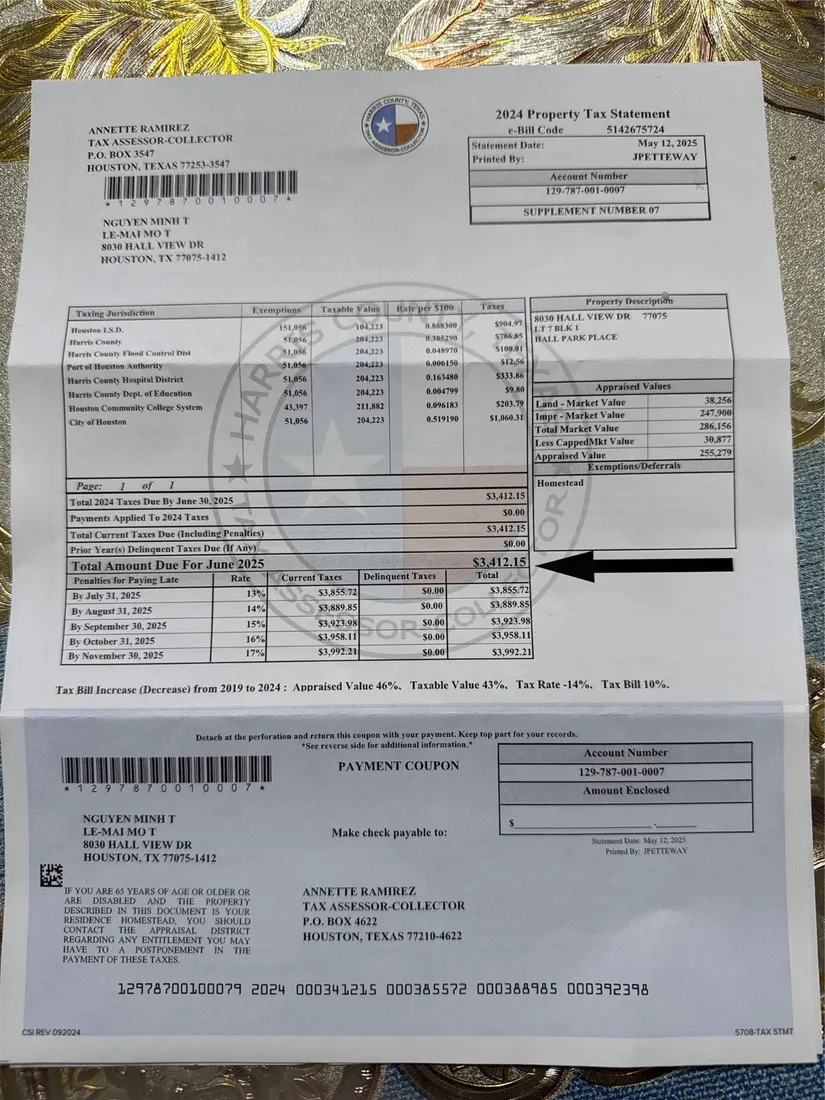 ANNETTE RAMIREZ
TAX ASSESSOR-COLLECTOR
P.O. BOX 3547
HOUSTON, TEXAS 77253-3547
*1297870010007*
NGUYEN MINH T
LE-MAI MO T
8030 HALL VIEW DR
HOUSTON, TX 77075-1412
HARRIS COUNTY, TEXAS
TAX ASSESSOR-COLLECTOR
2024 Property Tax Statement
e-Bill Code 5142675724
Statement Date: May 12, 2025
Printed By: JPETTEWAY
Account Number
129-787-001-0007
SUPPLEMENT NUMBER 07
Taxing Jurisdiction Exemptions Taxable Value Rate per $100 Taxes
Houston I.S.D. 151,056 104,223 0.868300 $904.97
Harris County 51,056 204,223 0.385290 $786.85
Harris County Flood Control Dist 51,056 204,223 0.048970 $100.01
Port of Houston Authority 51,056 204,223 0.006150 $12.56
Harris County Hospital District 51,056 204,223 0.163480 $333.86
Harris County Dept. of Education 51,056 204,223 0.004799 $9.80
Houston Community College System 43,397 211,882 0.096183 $203.79
City of Houston 51,056 204,223 0.519190 $1,060.31
Property Description
8030 HALL VIEW DR 77075
LT 7 BLK 1
HALL PARK PLACE
Appraised Values
Land - Market Value 38,256
Impr - Market Value 247,900
Total Market Value 286,156
Less CappedMkt Value 30,877
Appraised Value 255,279
Exemptions/Deferrals
Homestead
Page: 1 of 1
Total 2024 Taxes Due By June 30, 2025 $3,412.15
Payments Applied To 2024 Taxes $0.00
Total Current Taxes Due (Including Penalties) $3,412.15
Prior Year(s) Delinquent Taxes Due (If Any) $0.00
Total Amount Due For June 2025 $3,412.15
Penalties for Paying Late Rate Current Taxes Delinquent Taxes Total
By July 31, 2025 13% $3,855.72 $0.00 $3,855.72
By August 31, 2025 14% $3,889.85 $0.00 $3,889.85
By September 30, 2025 15% $3,923.98 $0.00 $3,923.98
By October 31, 2025 16% $3,958.11 $0.00 $3,958.11
By November 30, 2025 17% $3,992.21 $0.00 $3,992.21
Tax Bill Increase (Decrease) from 2019 to 2024 : Appraised Value 46%, Taxable Value 43%, Tax Rate -14%, Tax Bill 10%.
Detach at the perforation and return this coupon with your payment. Keep top part for your records.
*See reverse side for additional information.*
*1297870010007*
PAYMENT COUPON
Account Number
129-787-001-0007
Amount Enclosed
$ .
Statement Date: May 12, 2025
Printed By: JPETTEWAY
NGUYEN MINH T
LE-MAI MO T
8030 HALL VIEW DR
HOUSTON, TX 77075-1412
Make check payable to:
IF YOU ARE 65 YEARS OF AGE OR OLDER OR
ARE DISABLED AND THE PROPERTY
DESCRIBED IN THIS DOCUMENT IS YOUR
RESIDENCE HOMESTEAD, YOU SHOULD
CONTACT THE APPRAISAL DISTRICT
REGARDING ANY ENTITLEMENT YOU MAY
HAVE TO A POSTPONEMENT IN THE
PAYMENT OF THESE TAXES.
ANNETTE RAMIREZ
TAX ASSESSOR-COLLECTOR
P.O. BOX 4622
HOUSTON, TEXAS 77210-4622
12978700100079 2024 000341215 000385572 000388985 000392398
CSI REV 092024
5708-TAX STMT